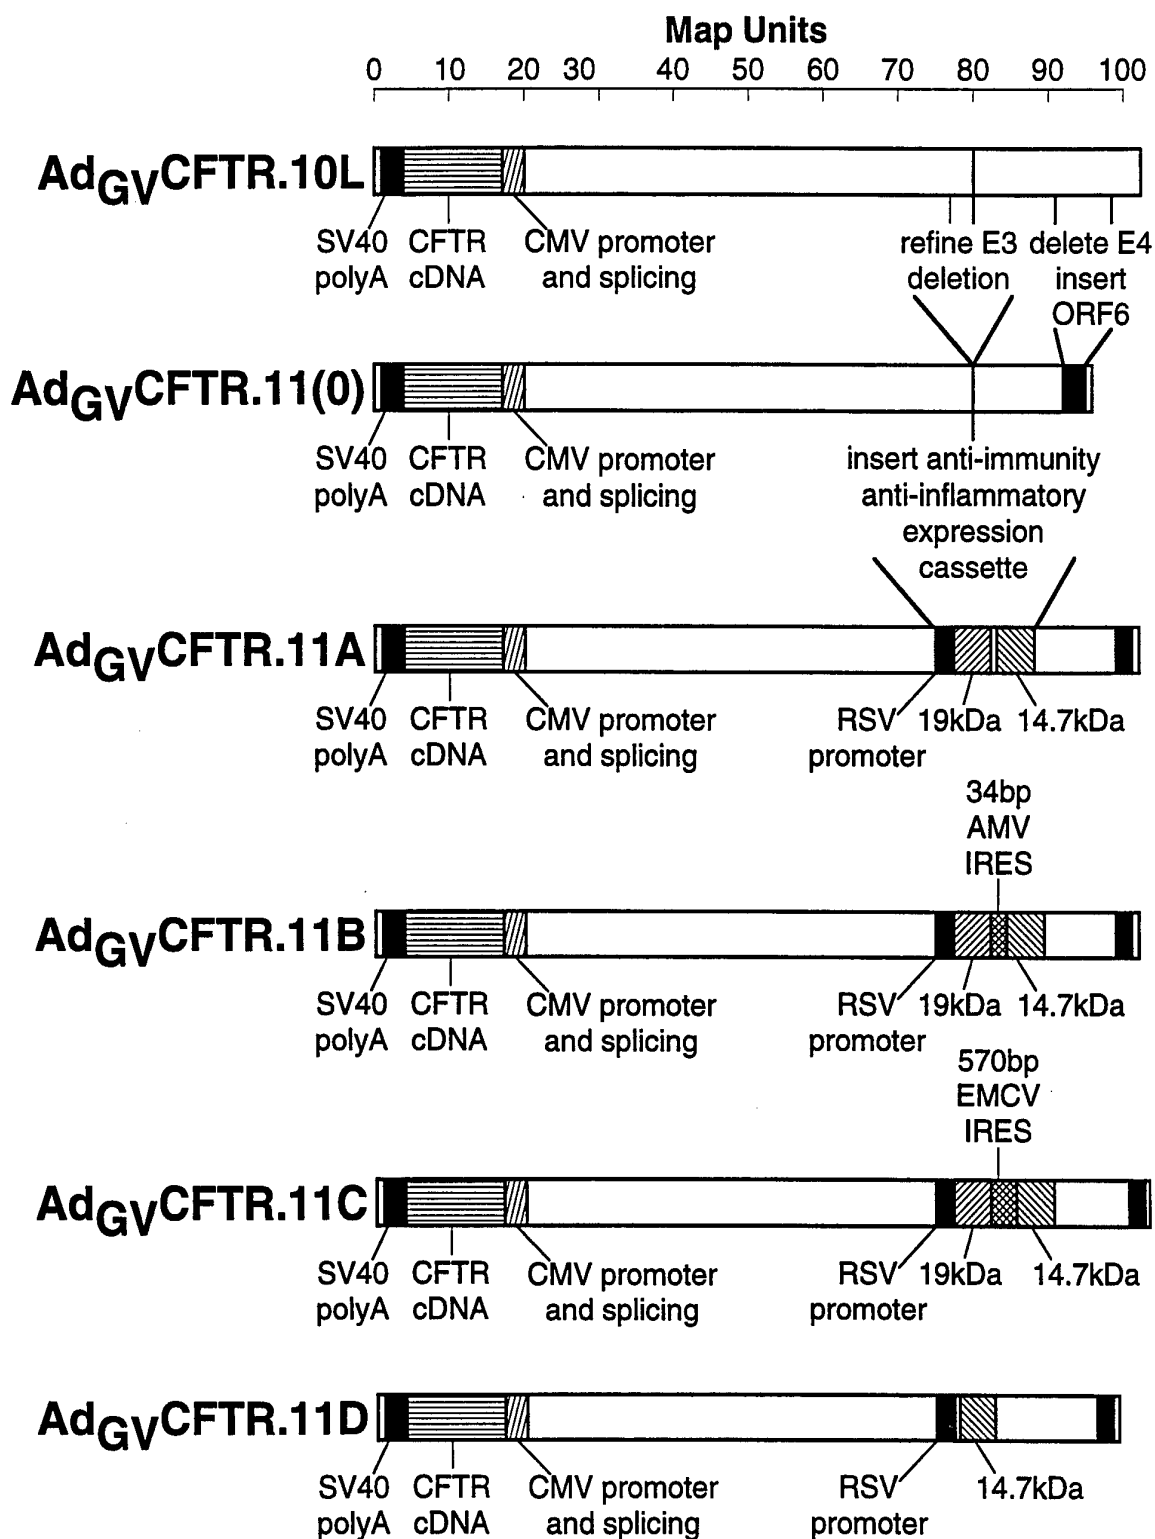 Map Units
0 10 20 30 40 50 60 70 80 90 100
AdGVCFTR.10L
SV40 CFTR CMV promoter refine E3 delete E4
polyA cDNA and splicing deletion insert
ORF6
AdGVCFTR.11(0)
SV40 CFTR CMV promoter insert anti-immunity
polyA cDNA and splicing anti-inflammatory
expression
cassette
AdGVCFTR.11A
SV40 CFTR CMV promoter RSV 19kDa 14.7kDa
polyA cDNA and splicing promoter
34bp
AMV
IRES
AdGVCFTR.11B
SV40 CFTR CMV promoter RSV 19kDa 14.7kDa
polyA cDNA and splicing promoter
570bp
EMCV
IRES
AdGVCFTR.11C
SV40 CFTR CMV promoter RSV 19kDa 14.7kDa
polyA cDNA and splicing promoter
AdGVCFTR.11D
SV40 CFTR CMV promoter RSV 14.7kDa
polyA cDNA and splicing promoter